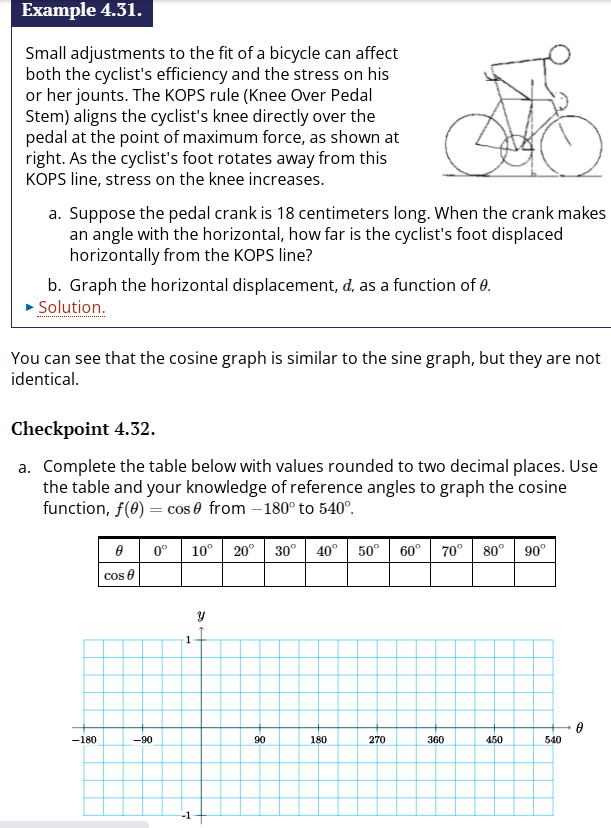 Example 4.31.
Small adjustments to the fit of a bicycle can affect
both the cyclist's efficiency and the stress on his
or her jounts. The KOPS rule (Knee Over Pedal
Stem) aligns the cyclist's knee directly over the
pedal at the point of maximum force, as shown at
right. As the cyclist's foot rotates away from this
KOPS line, stress on the knee increases.
a. Suppose the pedal crank is 18 centimeters long. When the crank makes
an angle with the horizontal, how far is the cyclist's foot displaced
horizontally from the KOPS line?
b. Graph the horizontal displacement, d, as a function of θ.
▸ Solution.
You can see that the cosine graph is similar to the sine graph, but they are not
identical.
Checkpoint 4.32.
a. Complete the table below with values rounded to two decimal places. Use
the table and your knowledge of reference angles to graph the cosine
function, f(θ) = cos θ from −180° to 540°.
θ 0° 10° 20° 30° 40° 50° 60° 70° 80° 90°
cos θ
y
1
θ
−180 −90 90 180 270 360 450 540
-1